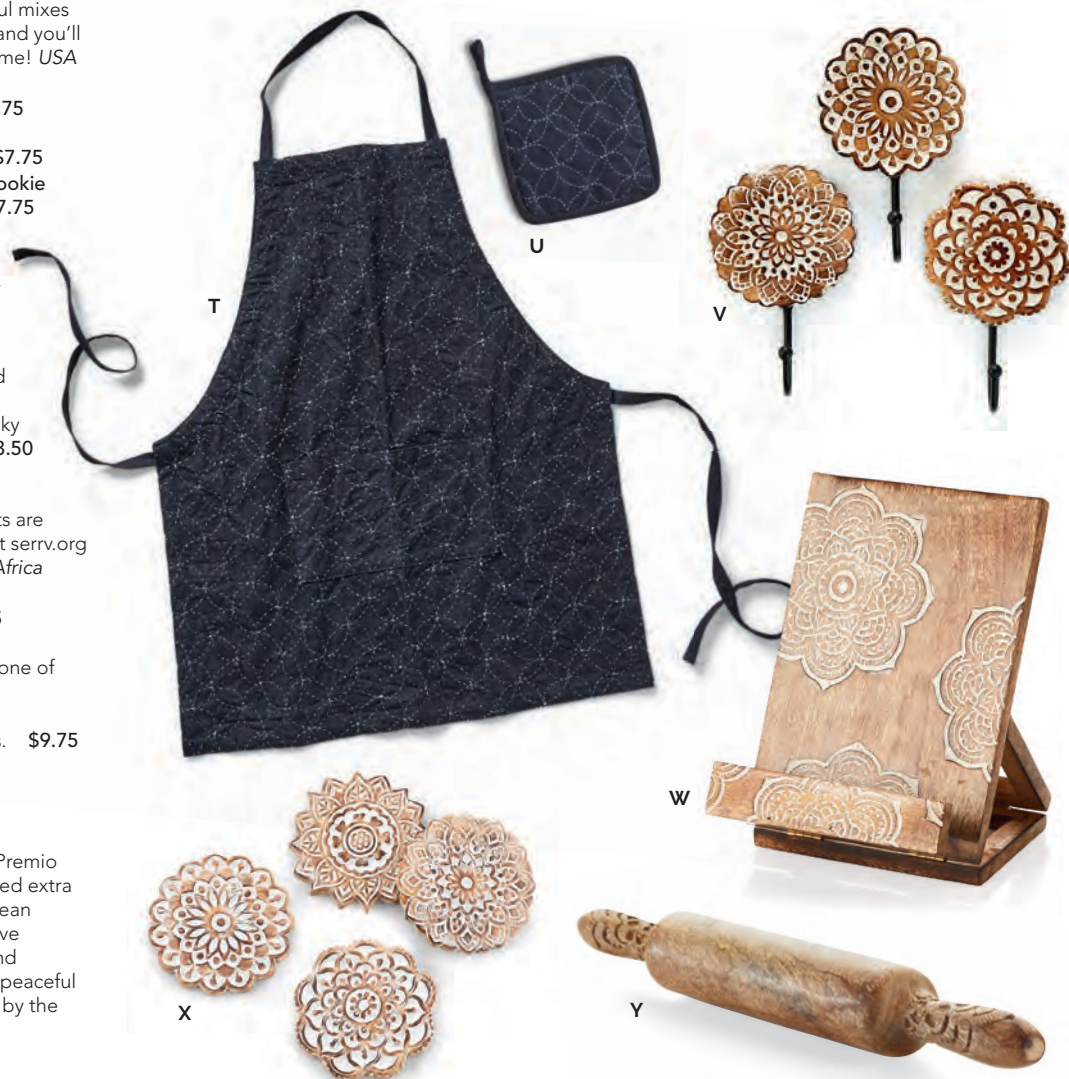 ul mixes
and you'll
me! USA
75
$7.75
ookie
7.75
d
ky
3.50
ts are
t serrv.org
Africa
one of
s. $9.75
Premio
ed extra
ean
ve
nd
peaceful
by the
T
U
V
W
X
Y